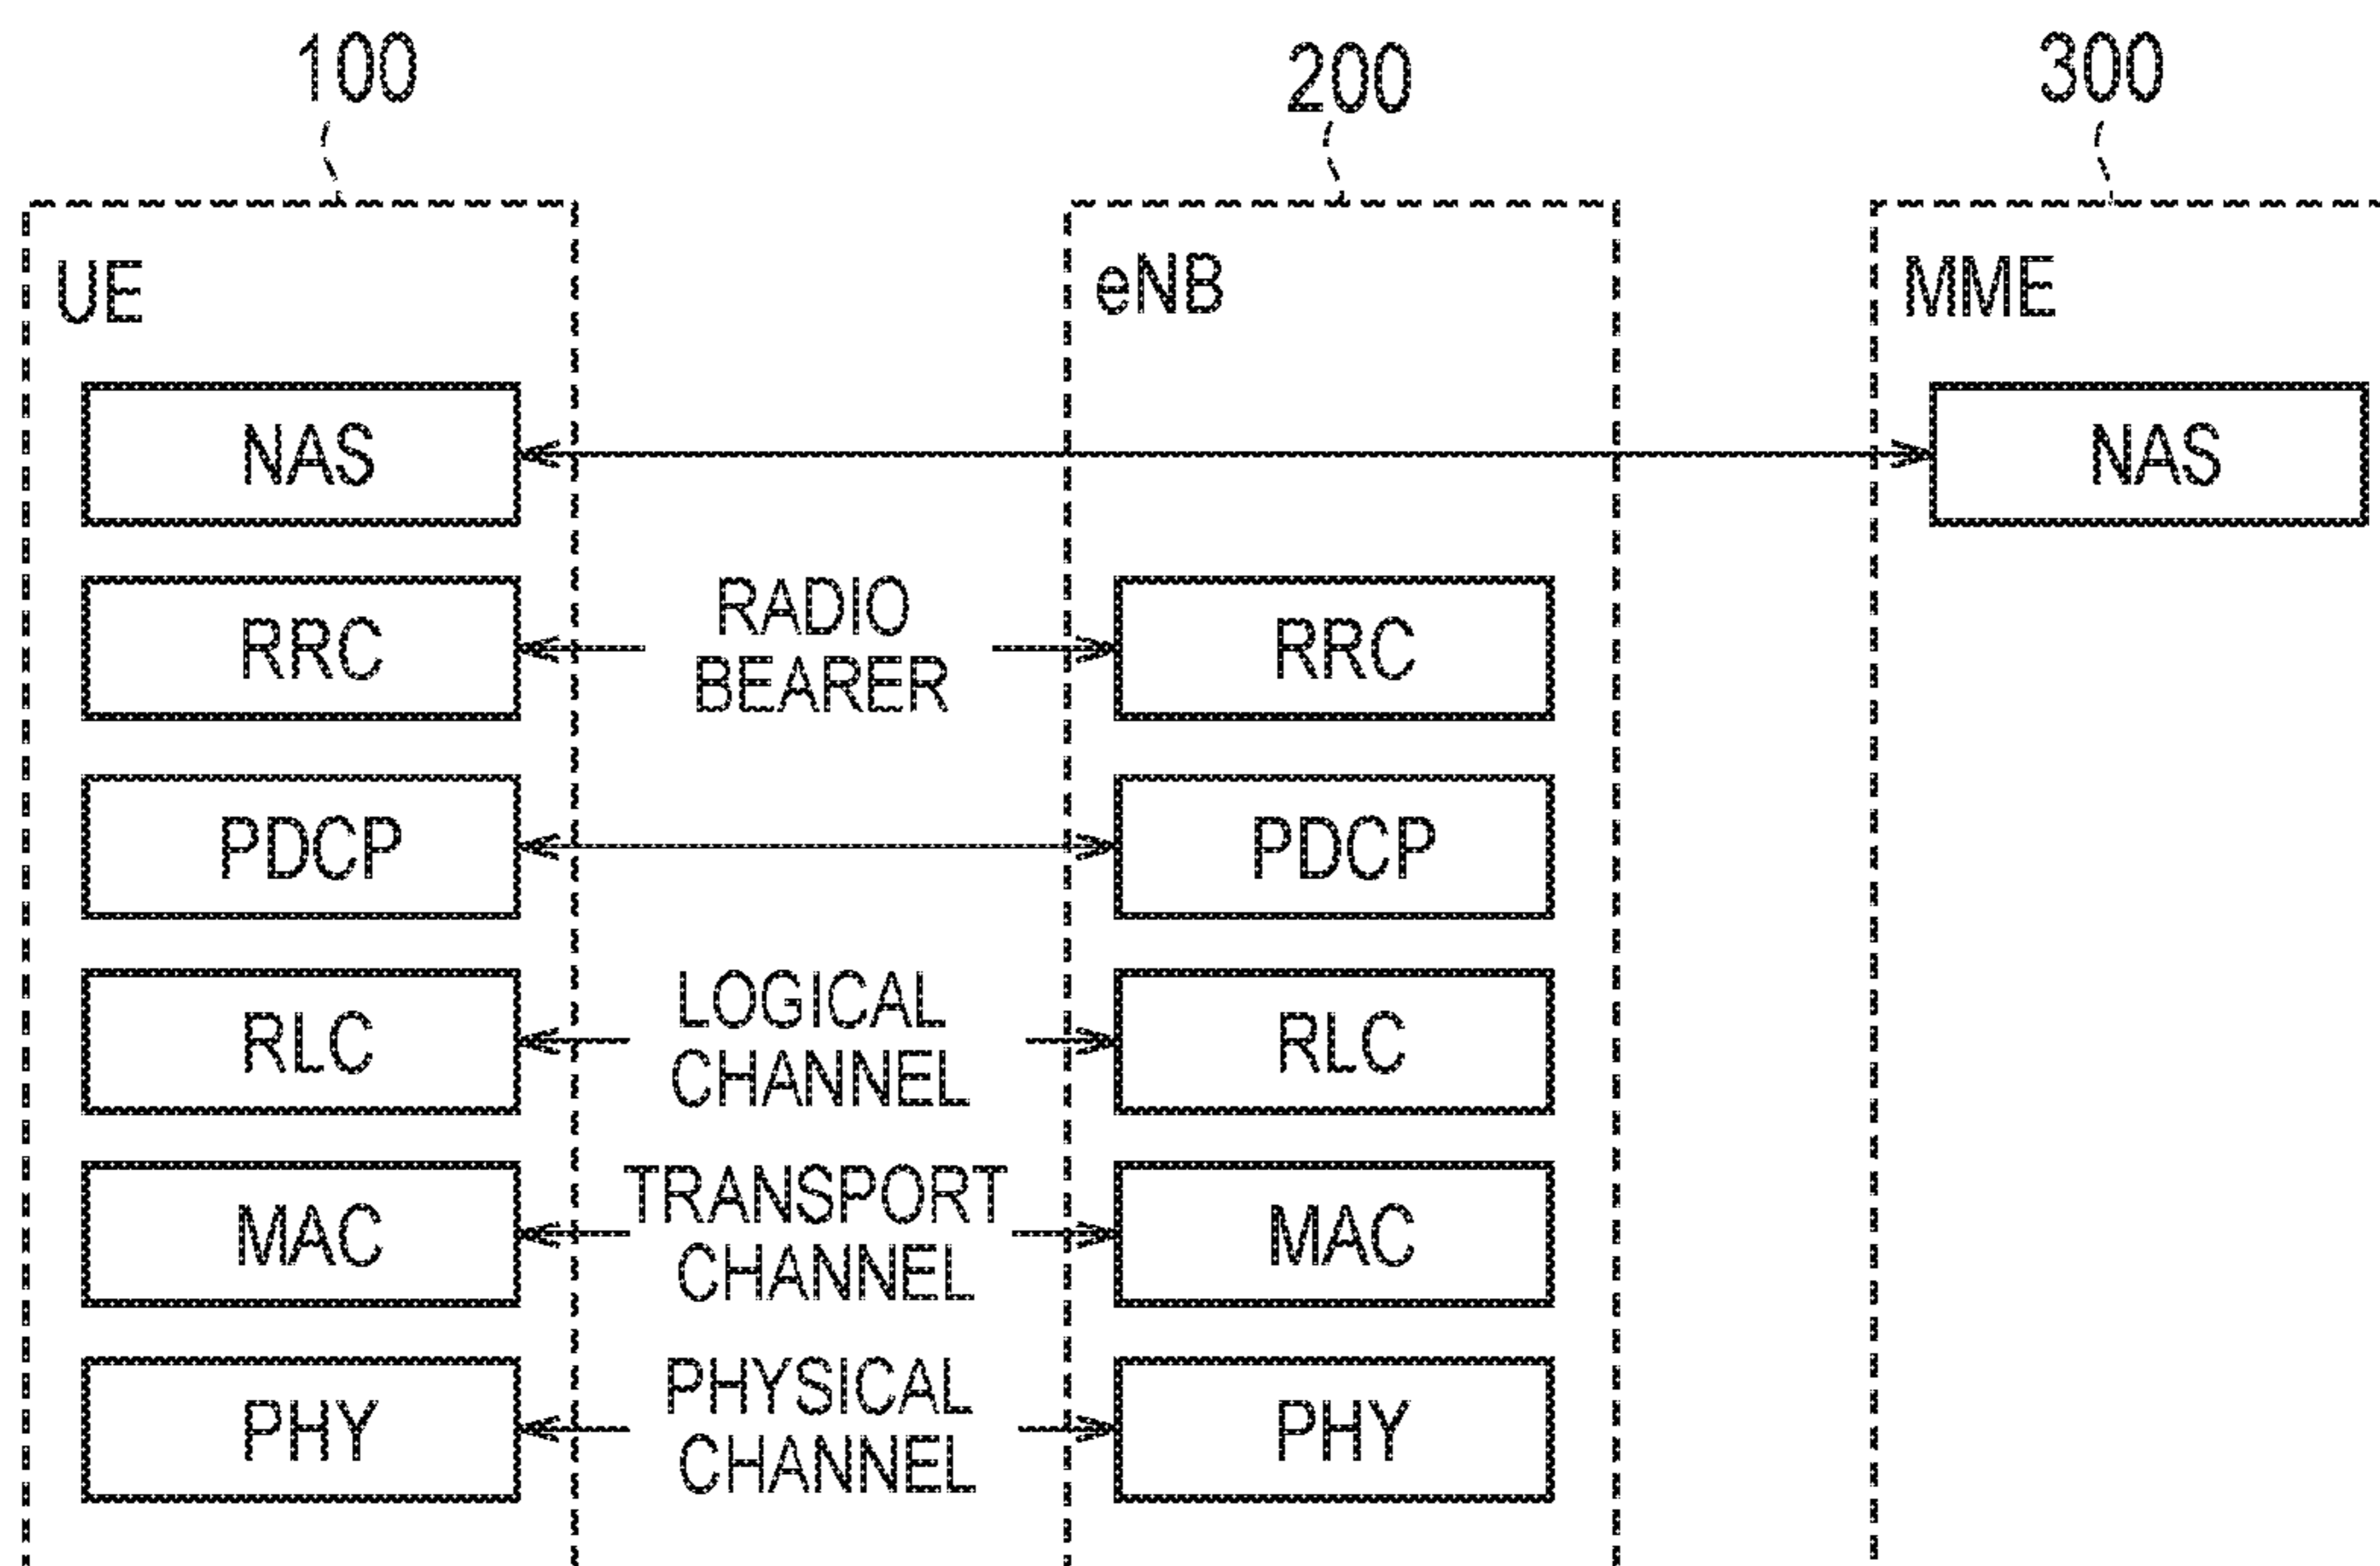 100
200
300
UE
eNB
MME
NAS
NAS
RRC
RADIO
BEARER
RRC
PDCP
PDCP
RLC
LOGICAL
CHANNEL
RLC
MAC
TRANSPORT
CHANNEL
MAC
PHY
PHYSICAL
CHANNEL
PHY